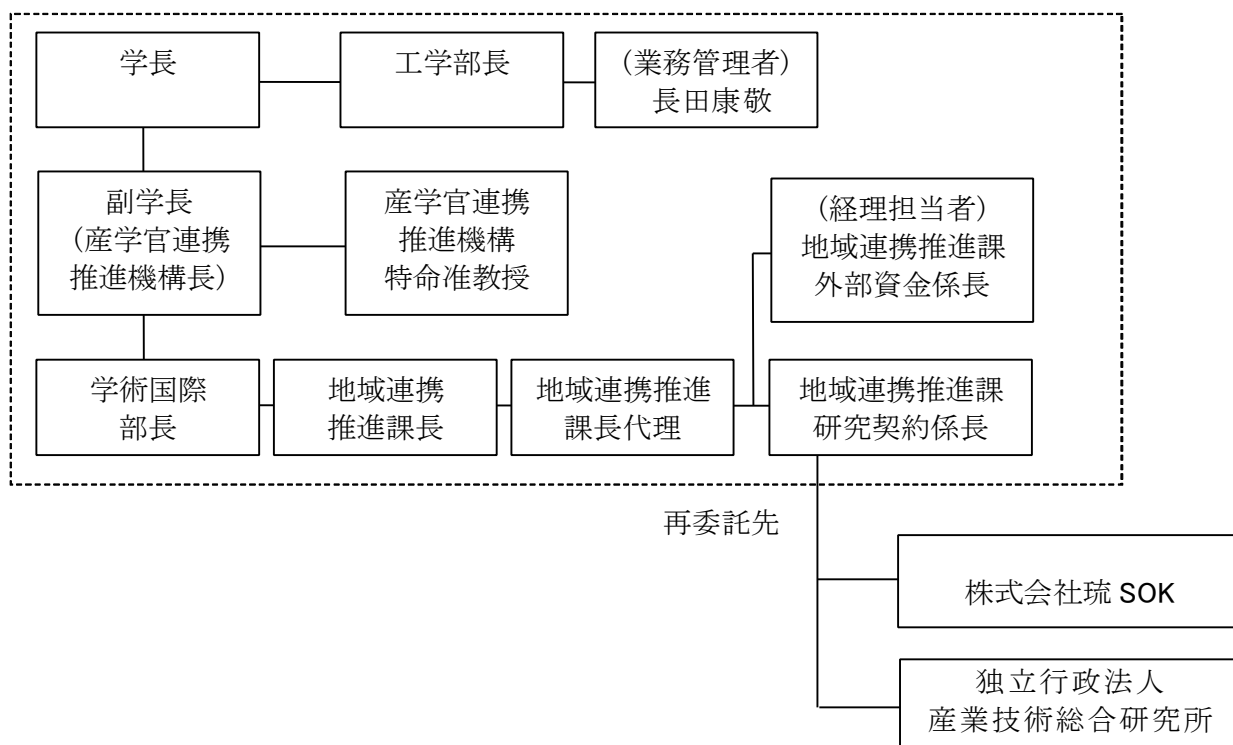 学長
工学部長
(業務管理者)
長田康敬
副学長
(産学官連携
推進機構長)
産学官連携
推進機構
特命准教授
(経理担当者)
地域連携推進課
外部資金係長
学術国際
部長
地域連携
推進課長
地域連携推進
課長代理
地域連携推進課
研究契約係長
再委託先
株式会社琉 SOK
独立行政法人
産業技術総合研究所